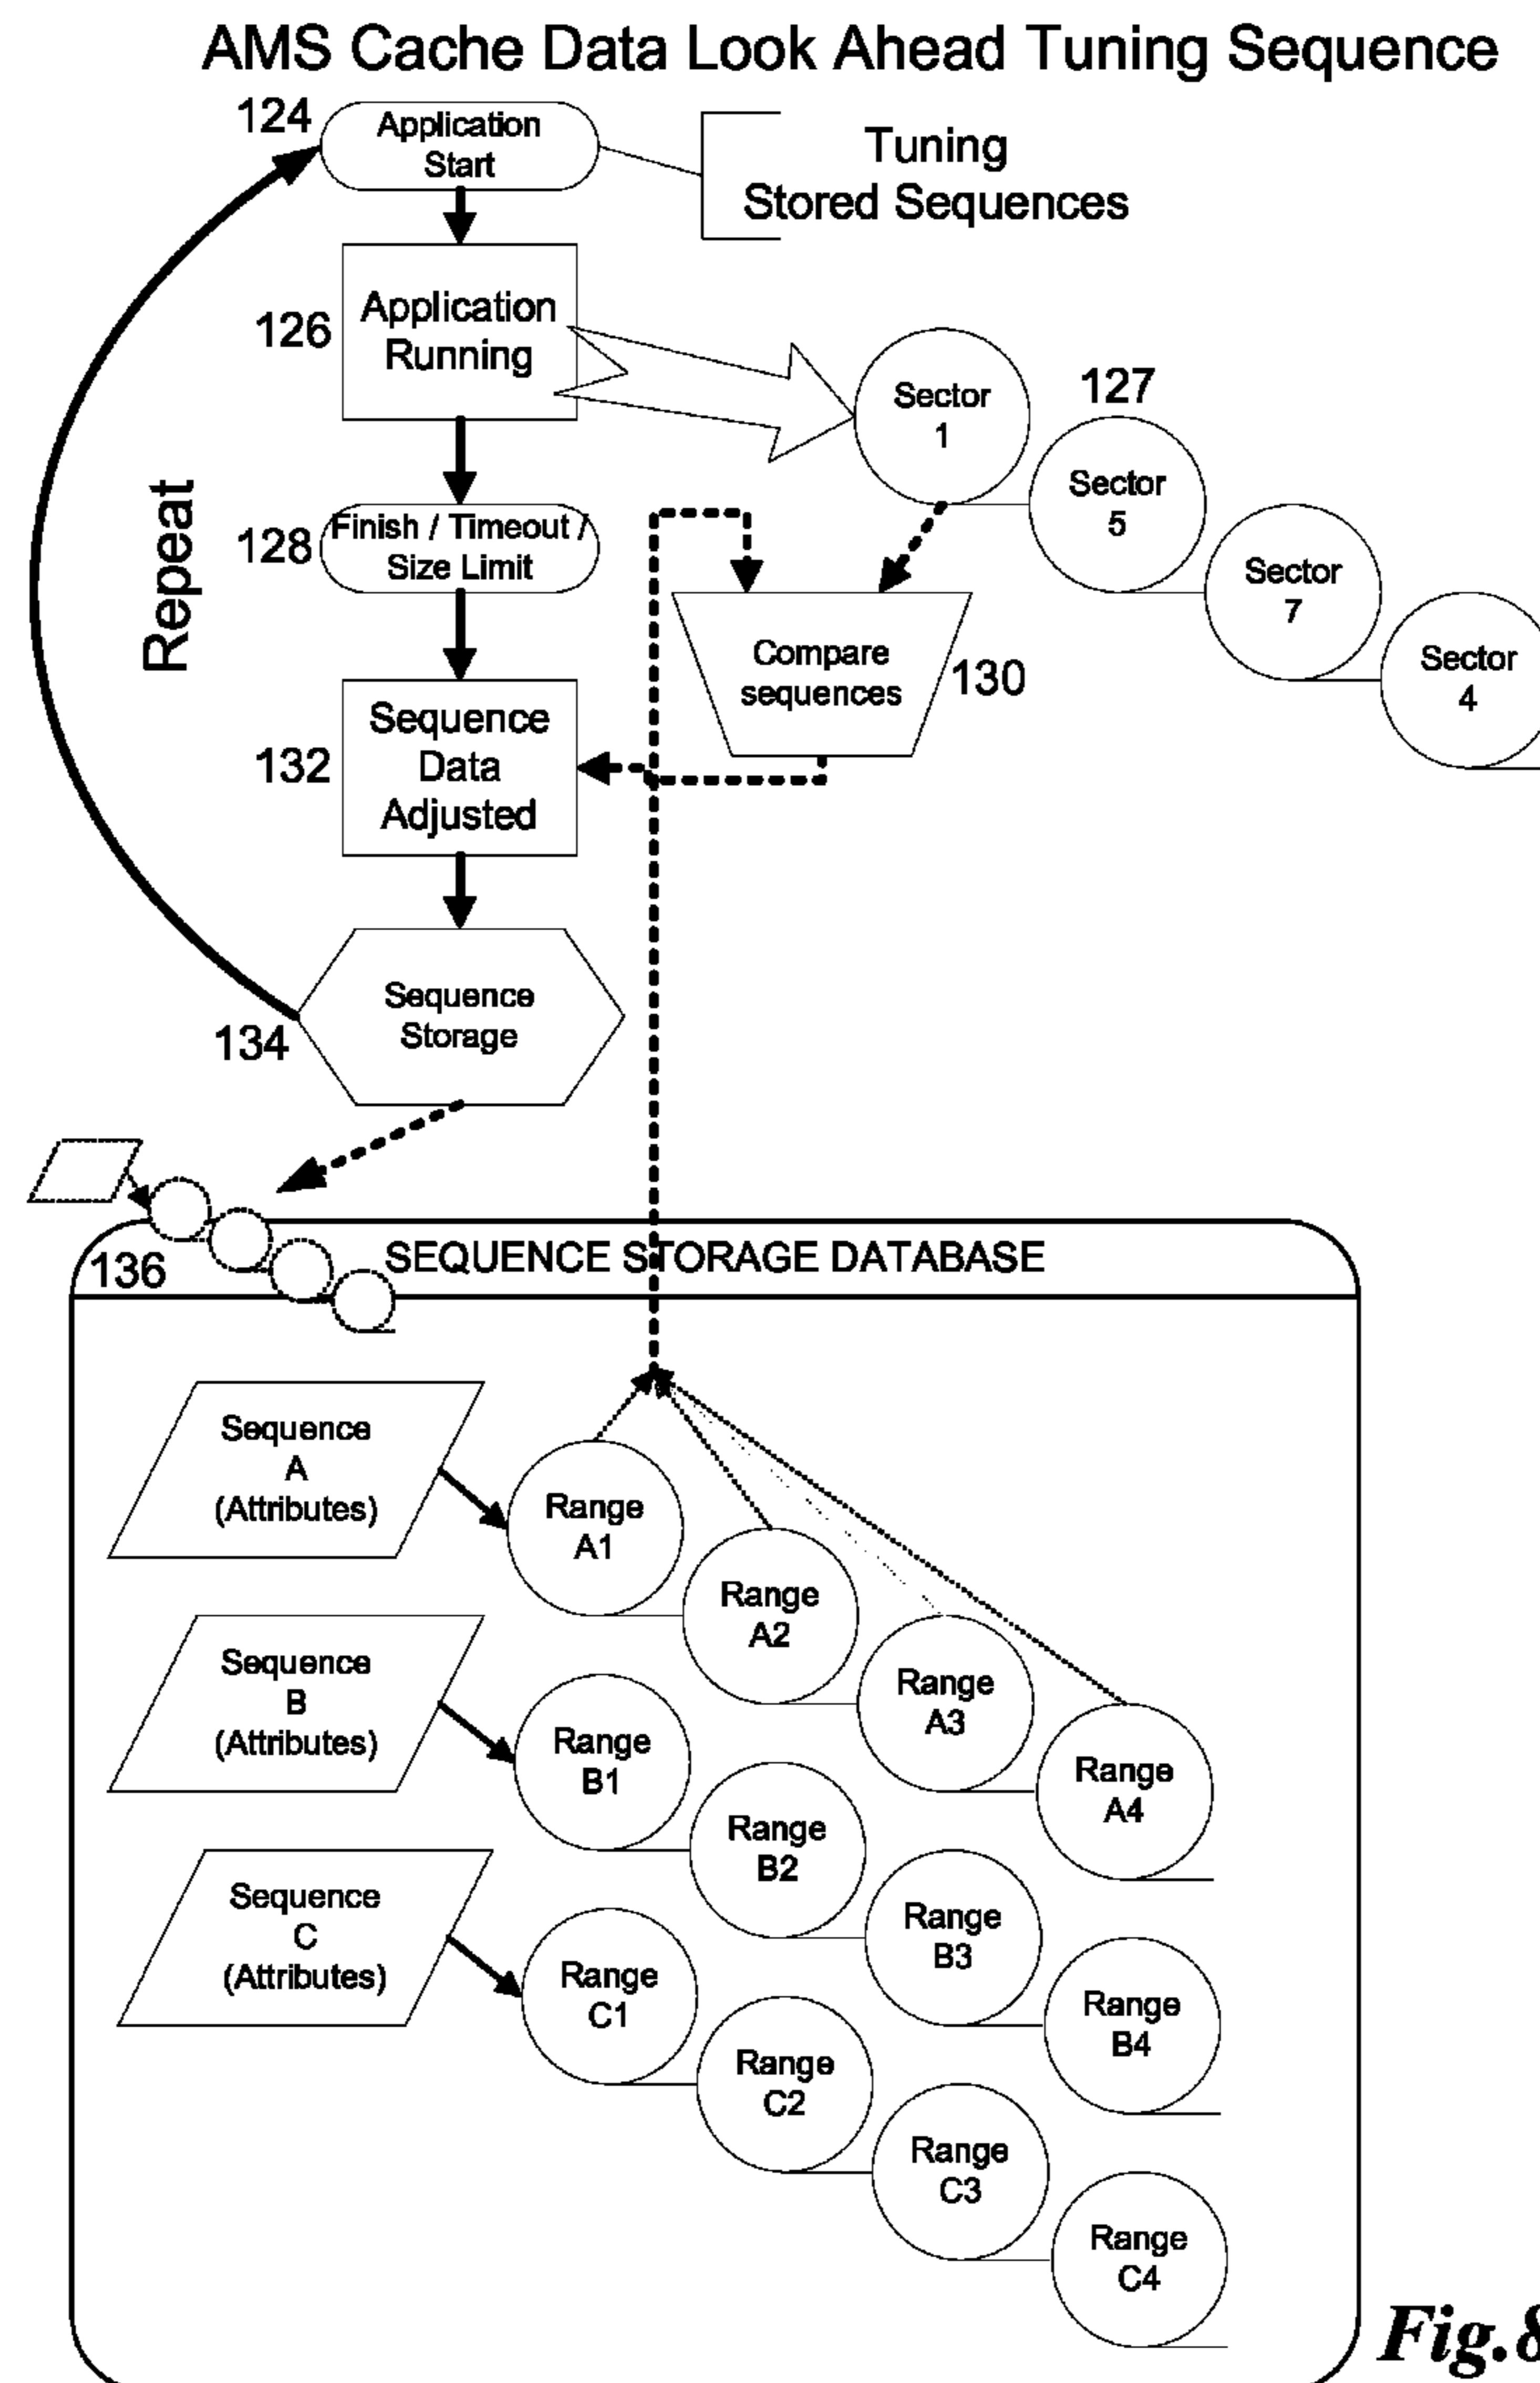 AMS Cache Data Look Ahead Tuning Sequence
124
Application
Start
Tuning
Stored Sequences
126
Application
Running
Sector
1
127
Sector
5
Sector
7
Sector
4
Repeat
128
Finish / Timeout /
Size Limit
Compare
sequences
130
132
Sequence
Data
Adjusted
134
Sequence
Storage
136
SEQUENCE STORAGE DATABASE
Sequence
A
(Attributes)
Range
A1
Range
A2
Range
A3
Range
A4
Sequence
B
(Attributes)
Range
B1
Range
B2
Range
B3
Range
B4
Sequence
C
(Attributes)
Range
C1
Range
C2
Range
C3
Range
C4
Fig.8